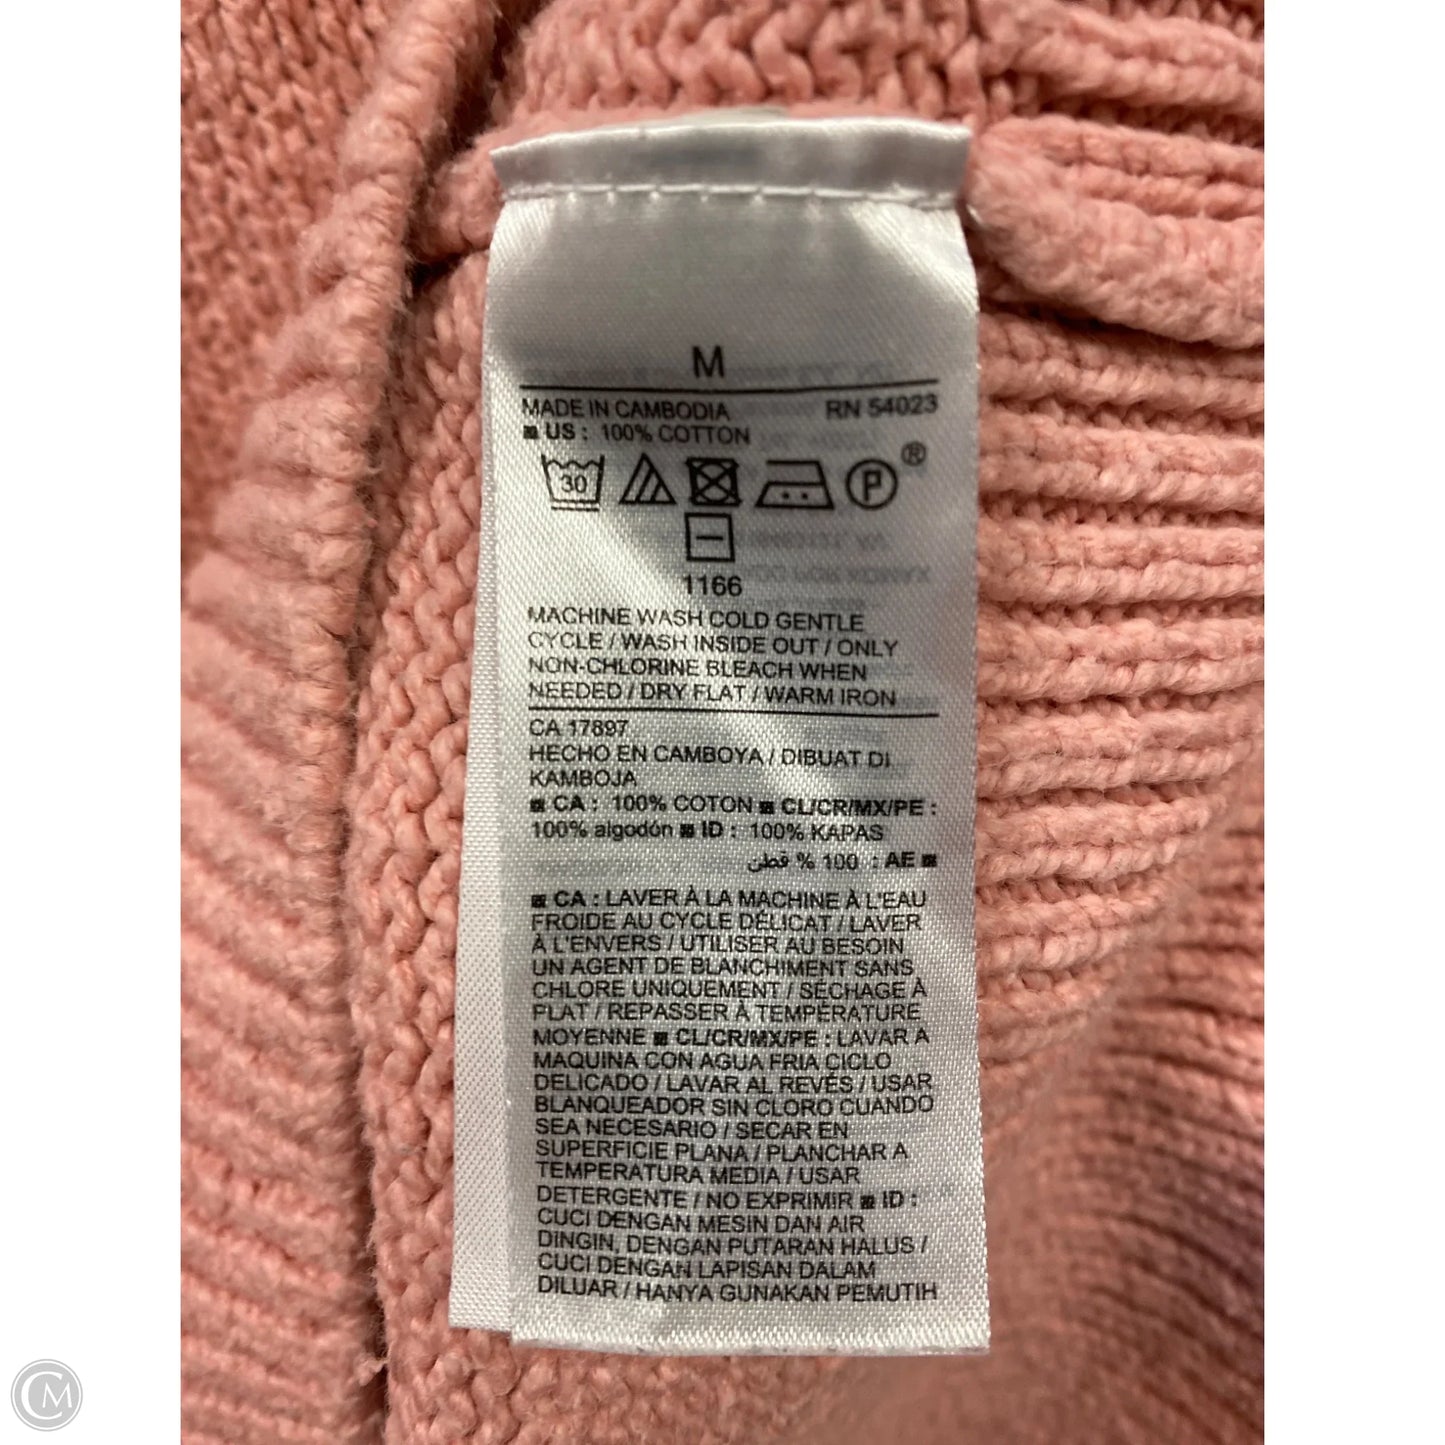 M
MADE IN CAMBODIA RN 54023
US : 100% COTTON
30 P ®
1166
MACHINE WASH COLD GENTLE
CYCLE / WASH INSIDE OUT / ONLY
NON-CHLORINE BLEACH WHEN
NEEDED / DRY FLAT / WARM IRON
CA 17897
HECHO EN CAMBOYA / DIBUAT DI
KAMBOJA
CA : 100% COTON CL/CR/MX/PE :
100% algodón ID : 100% KAPAS
AE : 100 % قطن
CA : LAVER À LA MACHINE À L'EAU
FROIDE AU CYCLE DÉLICAT / LAVER
À L'ENVERS / UTILISER AU BESOIN
UN AGENT DE BLANCHIMENT SANS
CHLORE UNIQUEMENT / SÉCHAGE À
PLAT / REPASSER À TEMPÉRATURE
MOYENNE CL/CR/MX/PE : LAVAR A
MAQUINA CON AGUA FRIA CICLO
DELICADO / LAVAR AL REVÉS / USAR
BLANQUEADOR SIN CLORO CUANDO
SEA NECESARIO / SECAR EN
SUPERFICIE PLANA / PLANCHAR A
TEMPERATURA MEDIA / USAR
DETERGENTE / NO EXPRIMIR ID :
CUCI DENGAN MESIN DAN AIR
DINGIN, DENGAN PUTARAN HALUS /
CUCI DENGAN LAPISAN DALAM
DILUAR / HANYA GUNAKAN PEMUTIH
CM